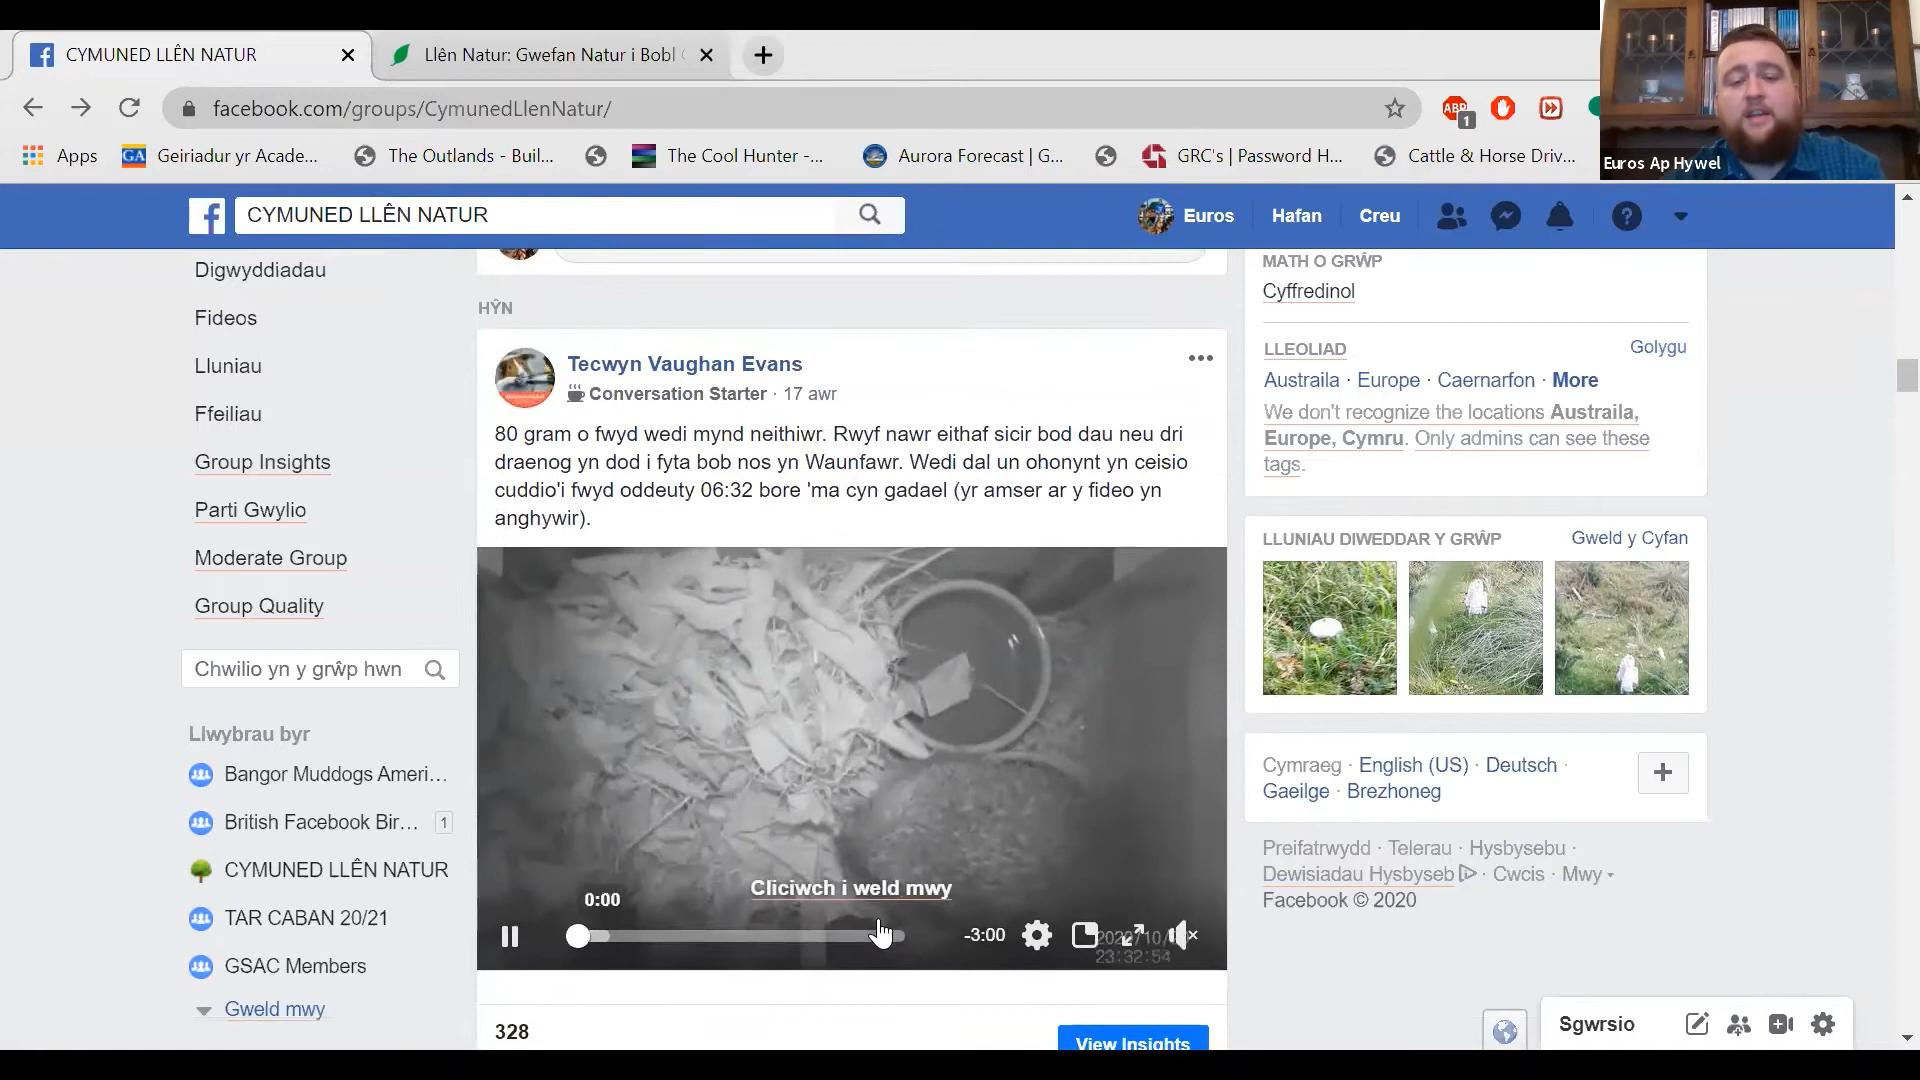 CYMUNED LLÊN NATUR
Llên Natur: Gwefan Natur i Bobl
facebook.com/groups/CymunedLlenNatur/
ABP
1
Apps
GA
Geiriadur yr Acade...
The Outlands - Buil...
The Cool Hunter -...
Aurora Forecast | G...
GRC's | Password H...
Cattle & Horse Driv...
Euros Ap Hywel
CYMUNED LLÊN NATUR
Euros
Hafan
Creu
Digwyddiadau
Fideos
Lluniau
Ffeiliau
Group Insights
Parti Gwylio
Moderate Group
Group Quality
Chwilio yn y grŵp hwn
Llwybrau byr
Bangor Muddogs Ameri...
British Facebook Bir...
1
CYMUNED LLÊN NATUR
TAR CABAN 20/21
GSAC Members
Gweld mwy
HŶN
Tecwyn Vaughan Evans
Conversation Starter · 17 awr
80 gram o fwyd wedi mynd neithiwr. Rwyf nawr eithaf sicir bod dau neu dri
draenog yn dod i fyta bob nos yn Waunfawr. Wedi dal un ohonynt yn ceisio
cuddio'i fwyd oddeuty 06:32 bore 'ma cyn gadael (yr amser ar y fideo yn
anghywir).
Cliciwch i weld mwy
0:00
-3:00
2020/10/
23:32:54
328
View Insights
MATH O GRŴP
Cyffredinol
LLEOLIAD
Golygu
Austraila · Europe · Caernarfon · More
We don't recognize the locations Austraila,
Europe, Cymru. Only admins can see these
tags.
LLUNIAU DIWEDDAR Y GRŴP
Gweld y Cyfan
Cymraeg · English (US) · Deutsch ·
Gaeilge · Brezhoneg
Preifatrwydd · Telerau · Hysbysebu ·
Dewisiadau Hysbyseb · Cwcis · Mwy
Facebook © 2020
Sgwrsio